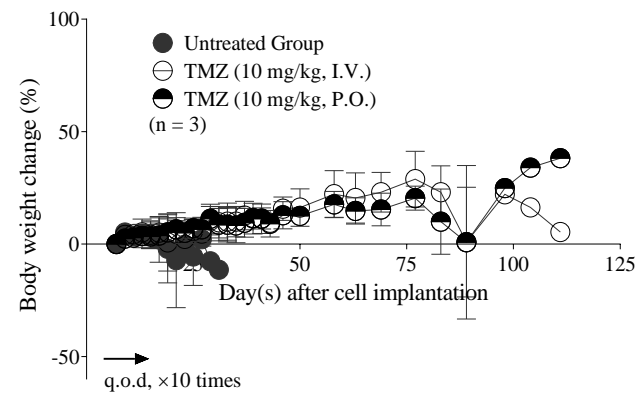 100
Untreated Group
TMZ (10 mg/kg, I.V.)
TMZ (10 mg/kg, P.O.)
(n = 3)
50
Body weight change (%)
0
50
75
100
125
Day(s) after cell implantation
-50
q.o.d, ×10 times